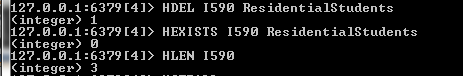 127.0.0.1:6379[4]> HDEL I590 ResidentialStudents
(integer) 1
127.0.0.1:6379[4]> HEXISTS I590 ResidentialStudents
(integer) 0
127.0.0.1:6379[4]> HLEN I590
(integer) 3